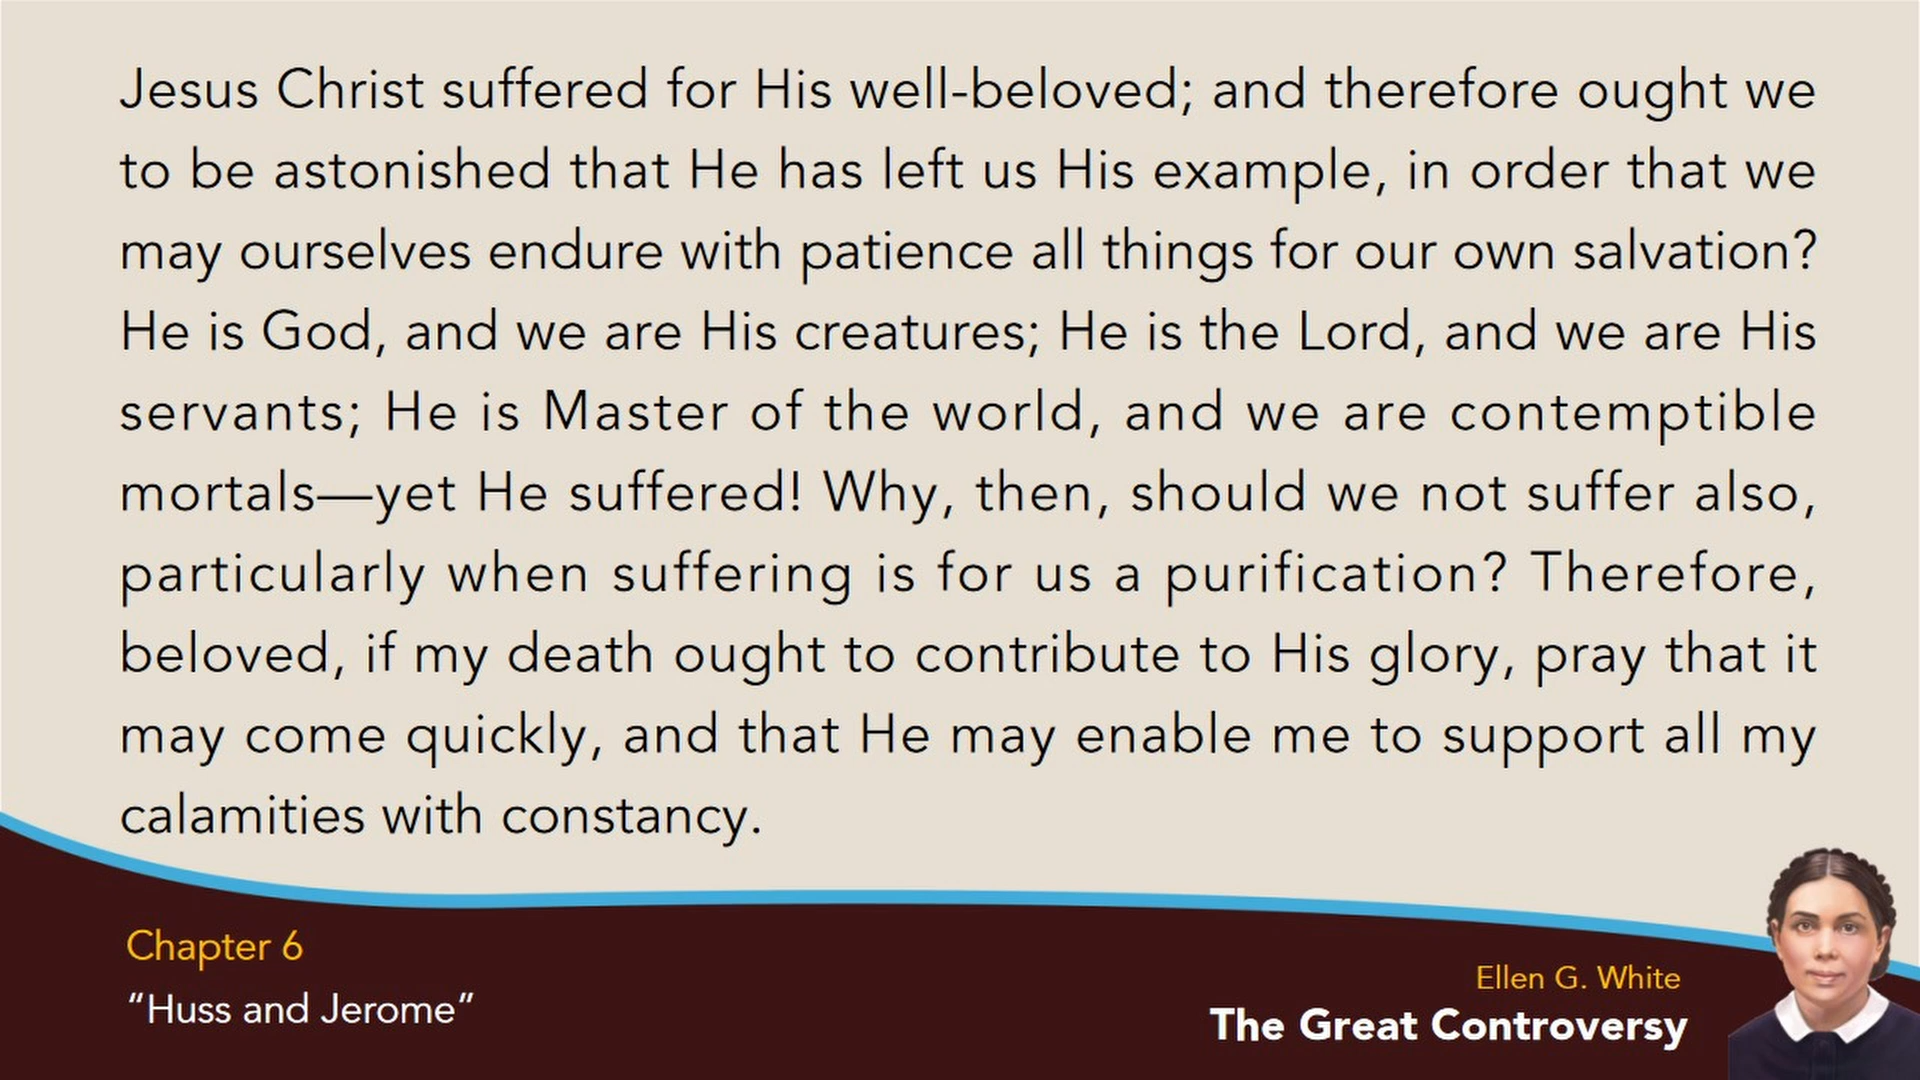 Jesus Christ suffered for His well-beloved; and therefore ought we
to be astonished that He has left us His example, in order that we
may ourselves endure with patience all things for our own salvation?
He is God, and we are His creatures; He is the Lord, and we are His
servants; He is Master of the world, and we are contemptible
mortals—yet He suffered! Why, then, should we not suffer also,
particularly when suffering is for us a purification? Therefore,
beloved, if my death ought to contribute to His glory, pray that it
may come quickly, and that He may enable me to support all my
calamities with constancy.
Chapter 6
“Huss and Jerome”
Ellen G. White
The Great Controversy